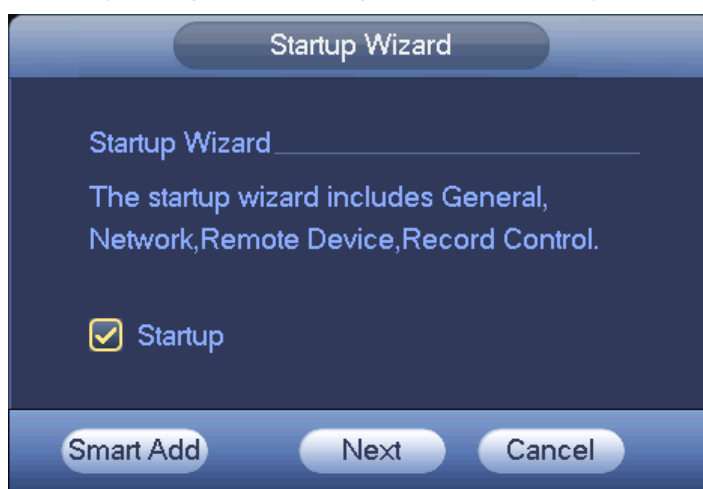 Startup Wizard
Startup Wizard
The startup wizard includes General,
Network,Remote Device,Record Control.
Startup
Smart Add Next Cancel